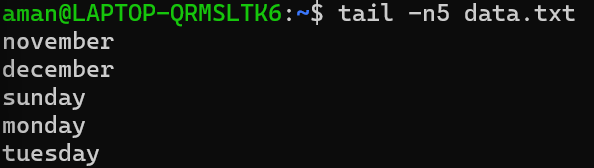 aman@LAPTOP-QRMSLTK6:~$ tail -n5 data.txt
november
december
sunday
monday
tuesday